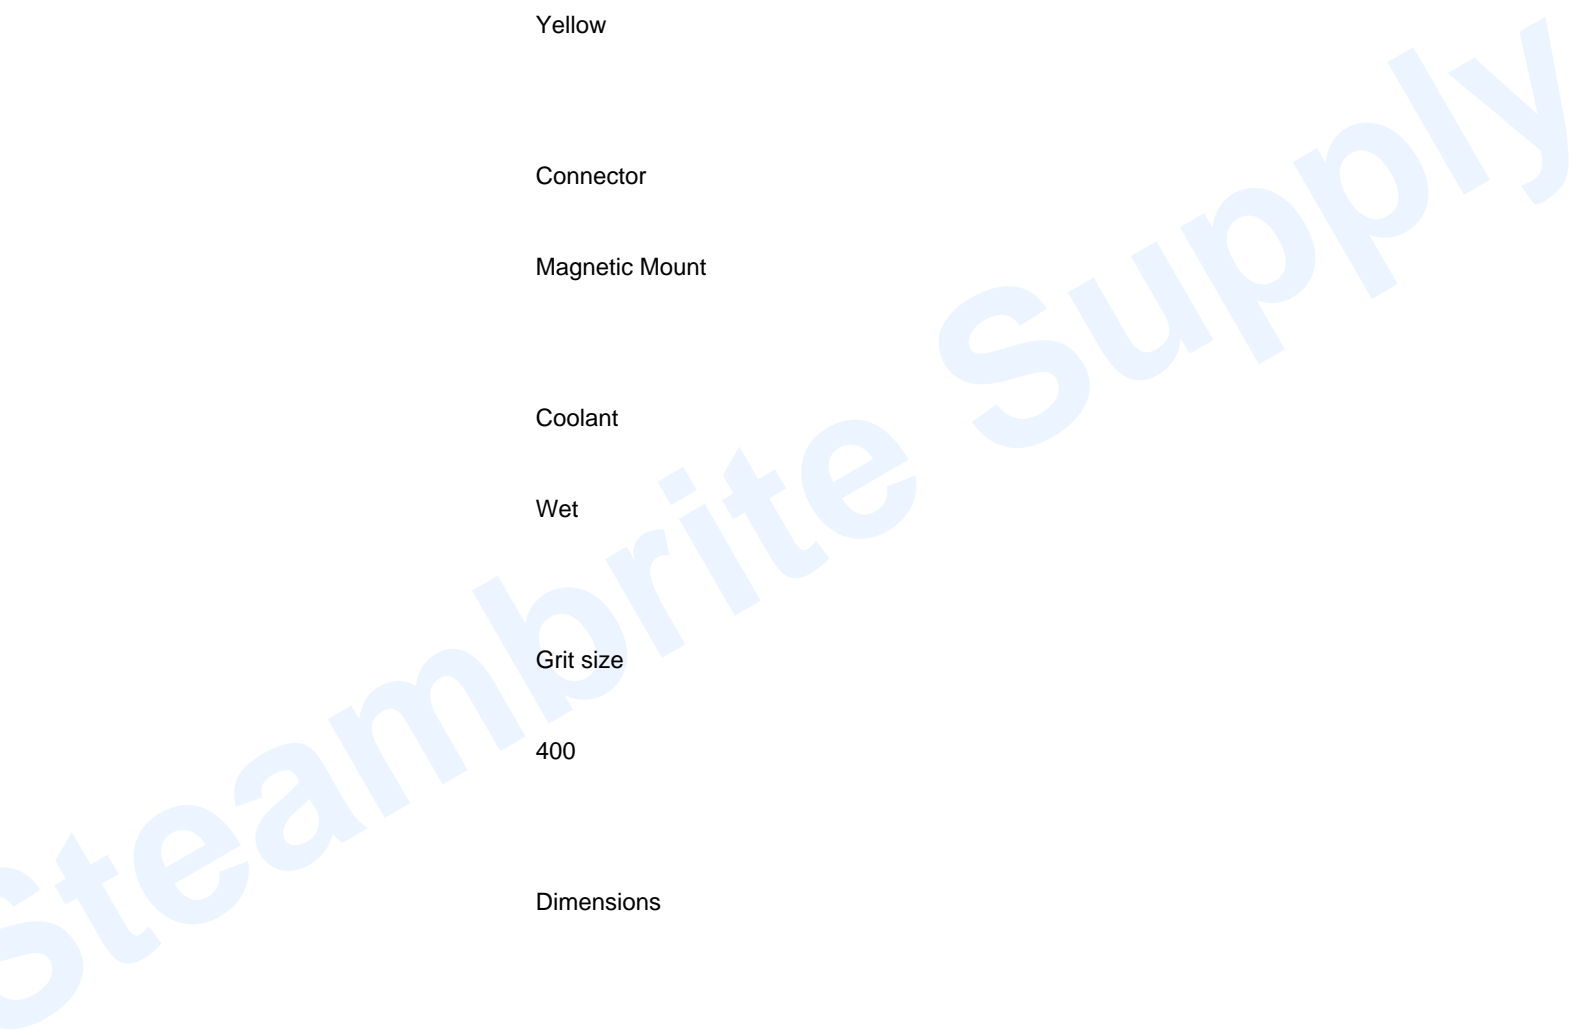 Yellow
Connector
Magnetic Mount
Coolant
Wet
Grit size
400
Dimensions
Steambrite Supply